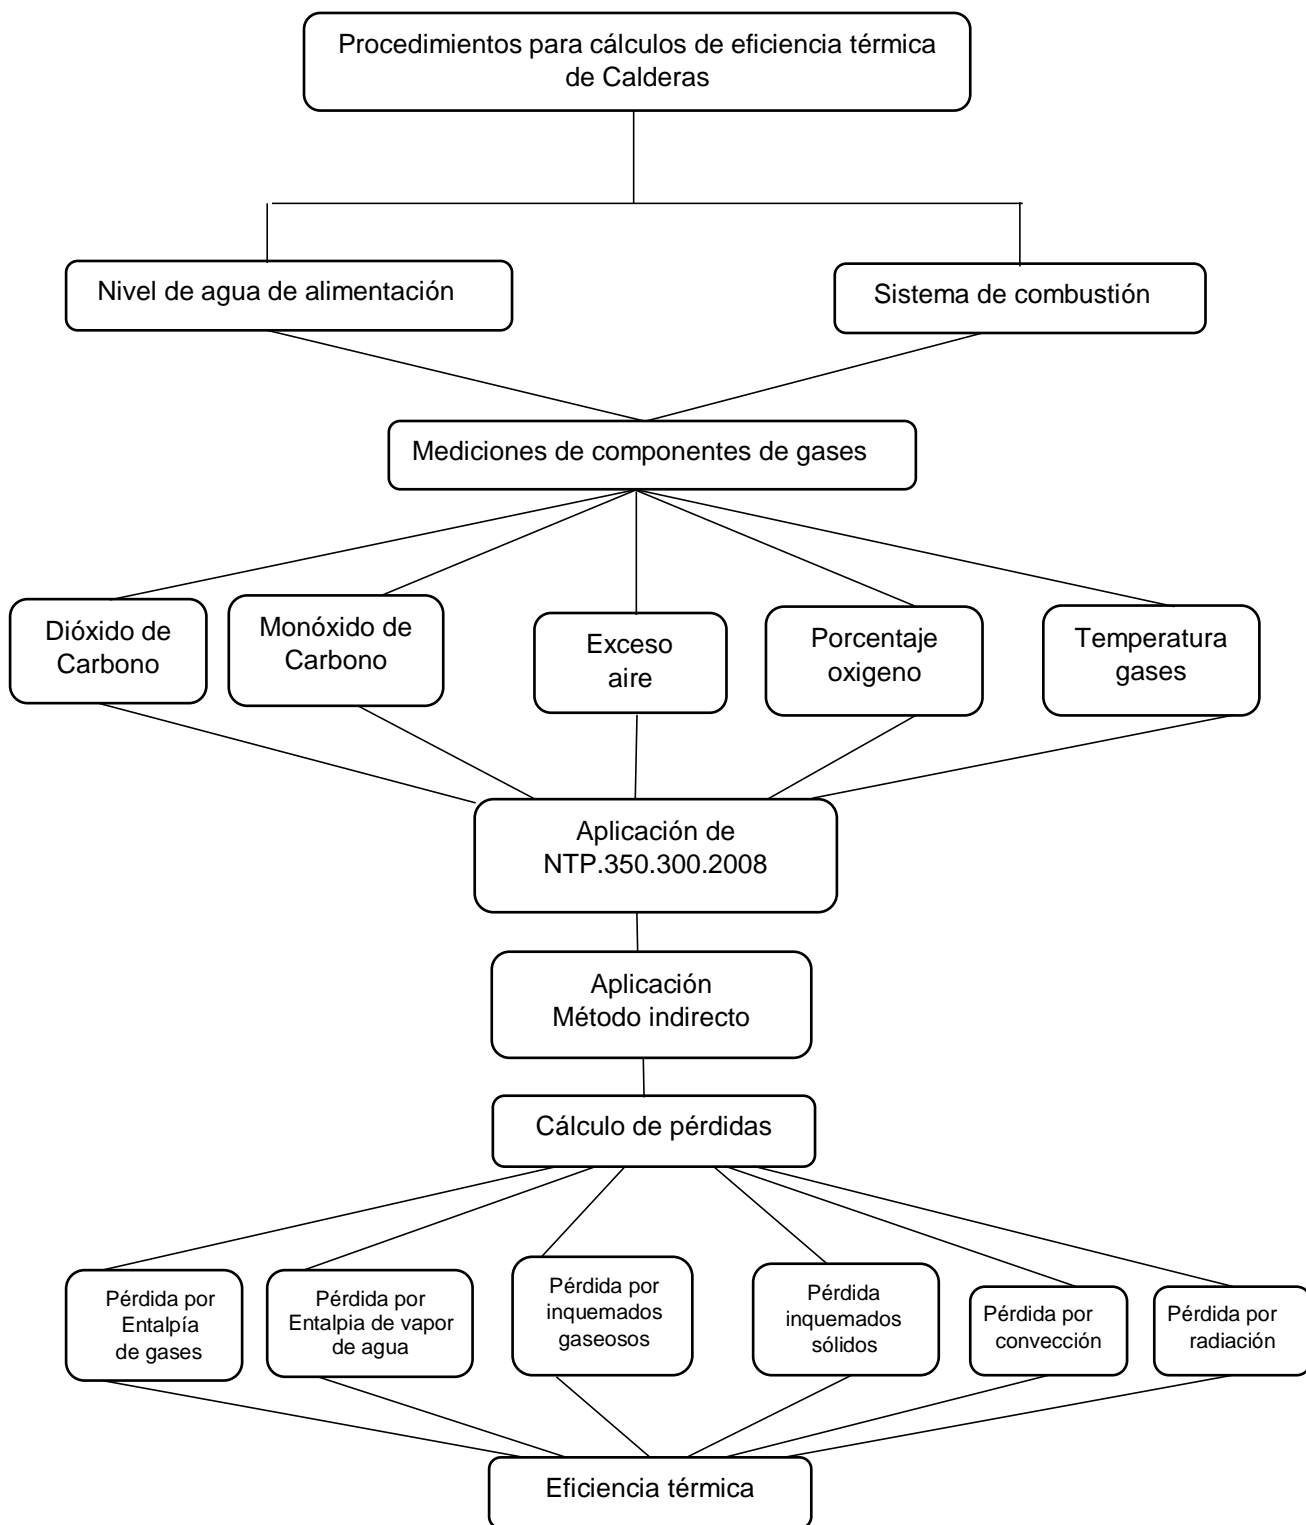 Procedimientos para cálculos de eficiencia térmica
de Calderas
Nivel de agua de alimentación
Sistema de combustión
Mediciones de componentes de gases
Dióxido de
Carbono
Monóxido de
Carbono
Exceso
aire
Porcentaje
oxigeno
Temperatura
gases
Aplicación de
NTP.350.300.2008
Aplicación
Método indirecto
Cálculo de pérdidas
Pérdida por
Entalpía
de gases
Pérdida por
Entalpia de vapor
de agua
Pérdida por
inquemados
gaseosos
Pérdida
inquemados
sólidos
Pérdida por
convección
Pérdida por
radiación
Eficiencia térmica